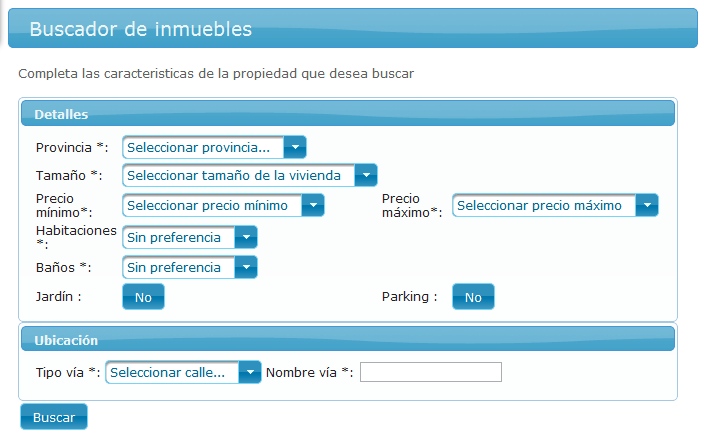 Buscador de inmuebles
Completa las caracteristicas de la propiedad que desea buscar
Detalles
Provincia *: Seleccionar provincia...
Tamaño *: Seleccionar tamaño de la vivienda
Precio mínimo*: Seleccionar precio mínimo Precio máximo*: Seleccionar precio máximo
Habitaciones *: Sin preferencia
Baños *: Sin preferencia
Jardín : No Parking : No
Ubicación
Tipo vía *: Seleccionar calle... Nombre vía *:
Buscar